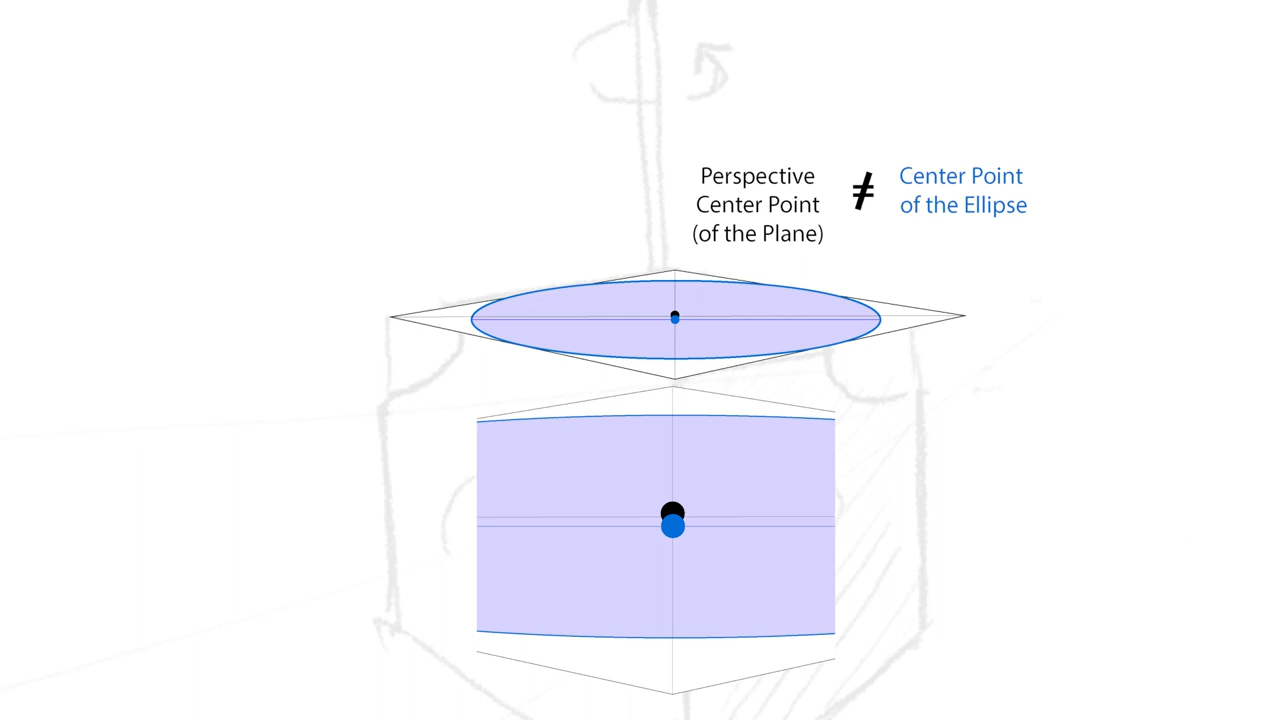 Perspective
Center Point
(of the Plane)
≠
Center Point
of the Ellipse